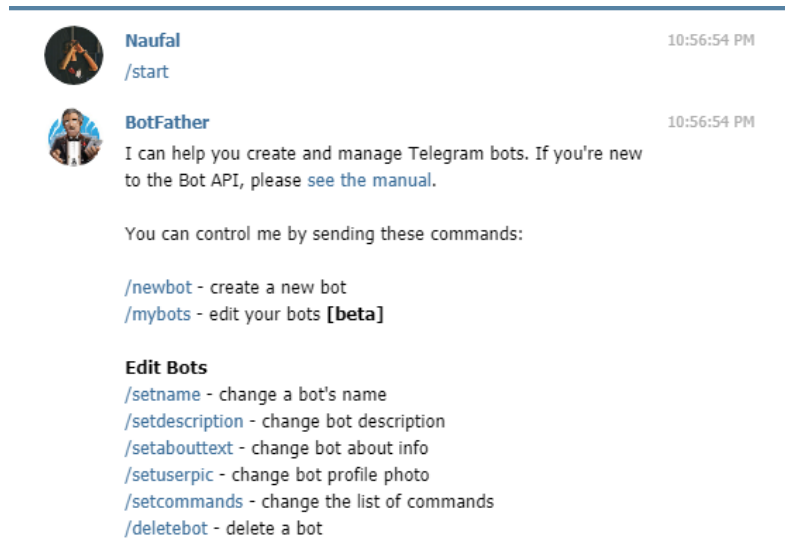 Naufal 10:56:54 PM
/start
BotFather 10:56:54 PM
I can help you create and manage Telegram bots. If you're new
to the Bot API, please see the manual.
You can control me by sending these commands:
/newbot - create a new bot
/mybots - edit your bots [beta]
Edit Bots
/setname - change a bot's name
/setdescription - change bot description
/setabouttext - change bot about info
/setuserpic - change bot profile photo
/setcommands - change the list of commands
/deletebot - delete a bot